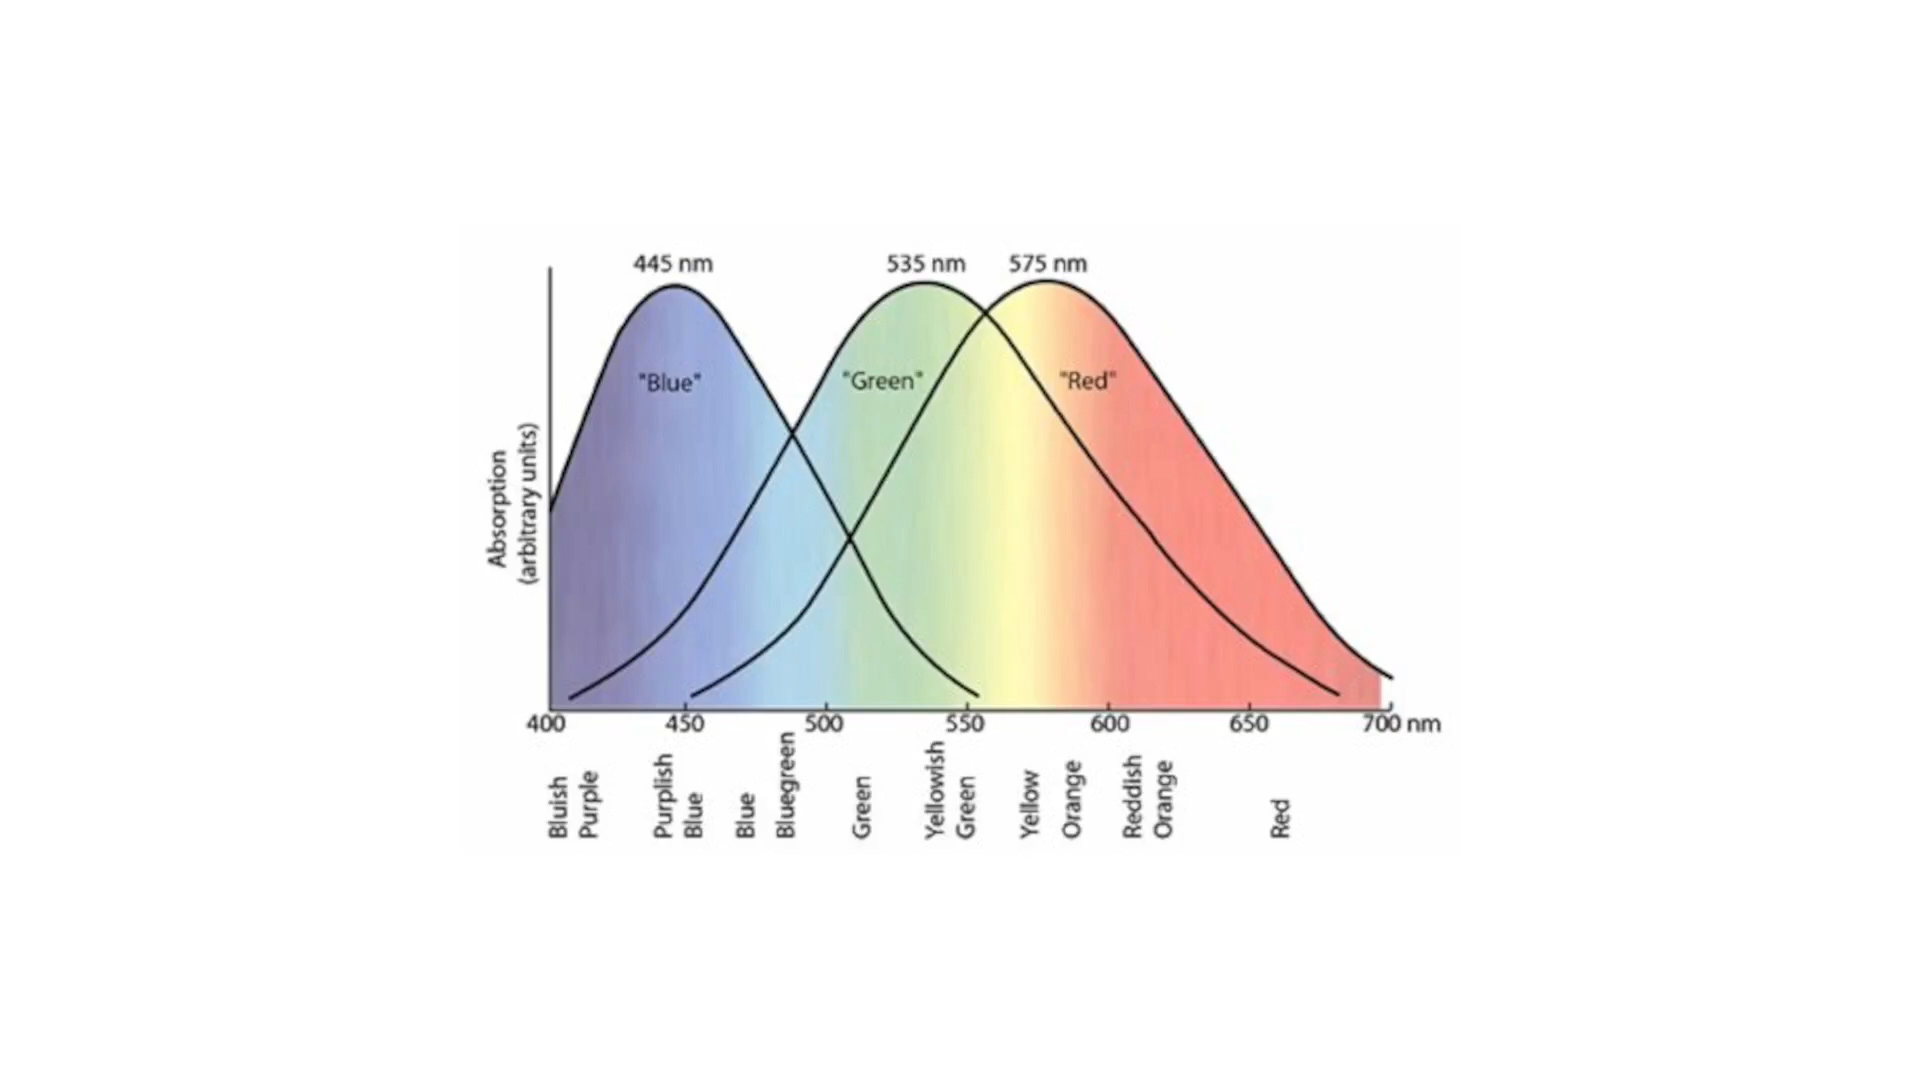 445 nm
535 nm
575 nm
"Blue"
"Green"
"Red"
Absorption
(arbitrary units)
400
450
500
550
600
650
700 nm
Bluish
Purple
Purplish
Blue
Blue
Bluegreen
Green
Yellowish
Green
Yellow
Orange
Reddish
Orange
Red